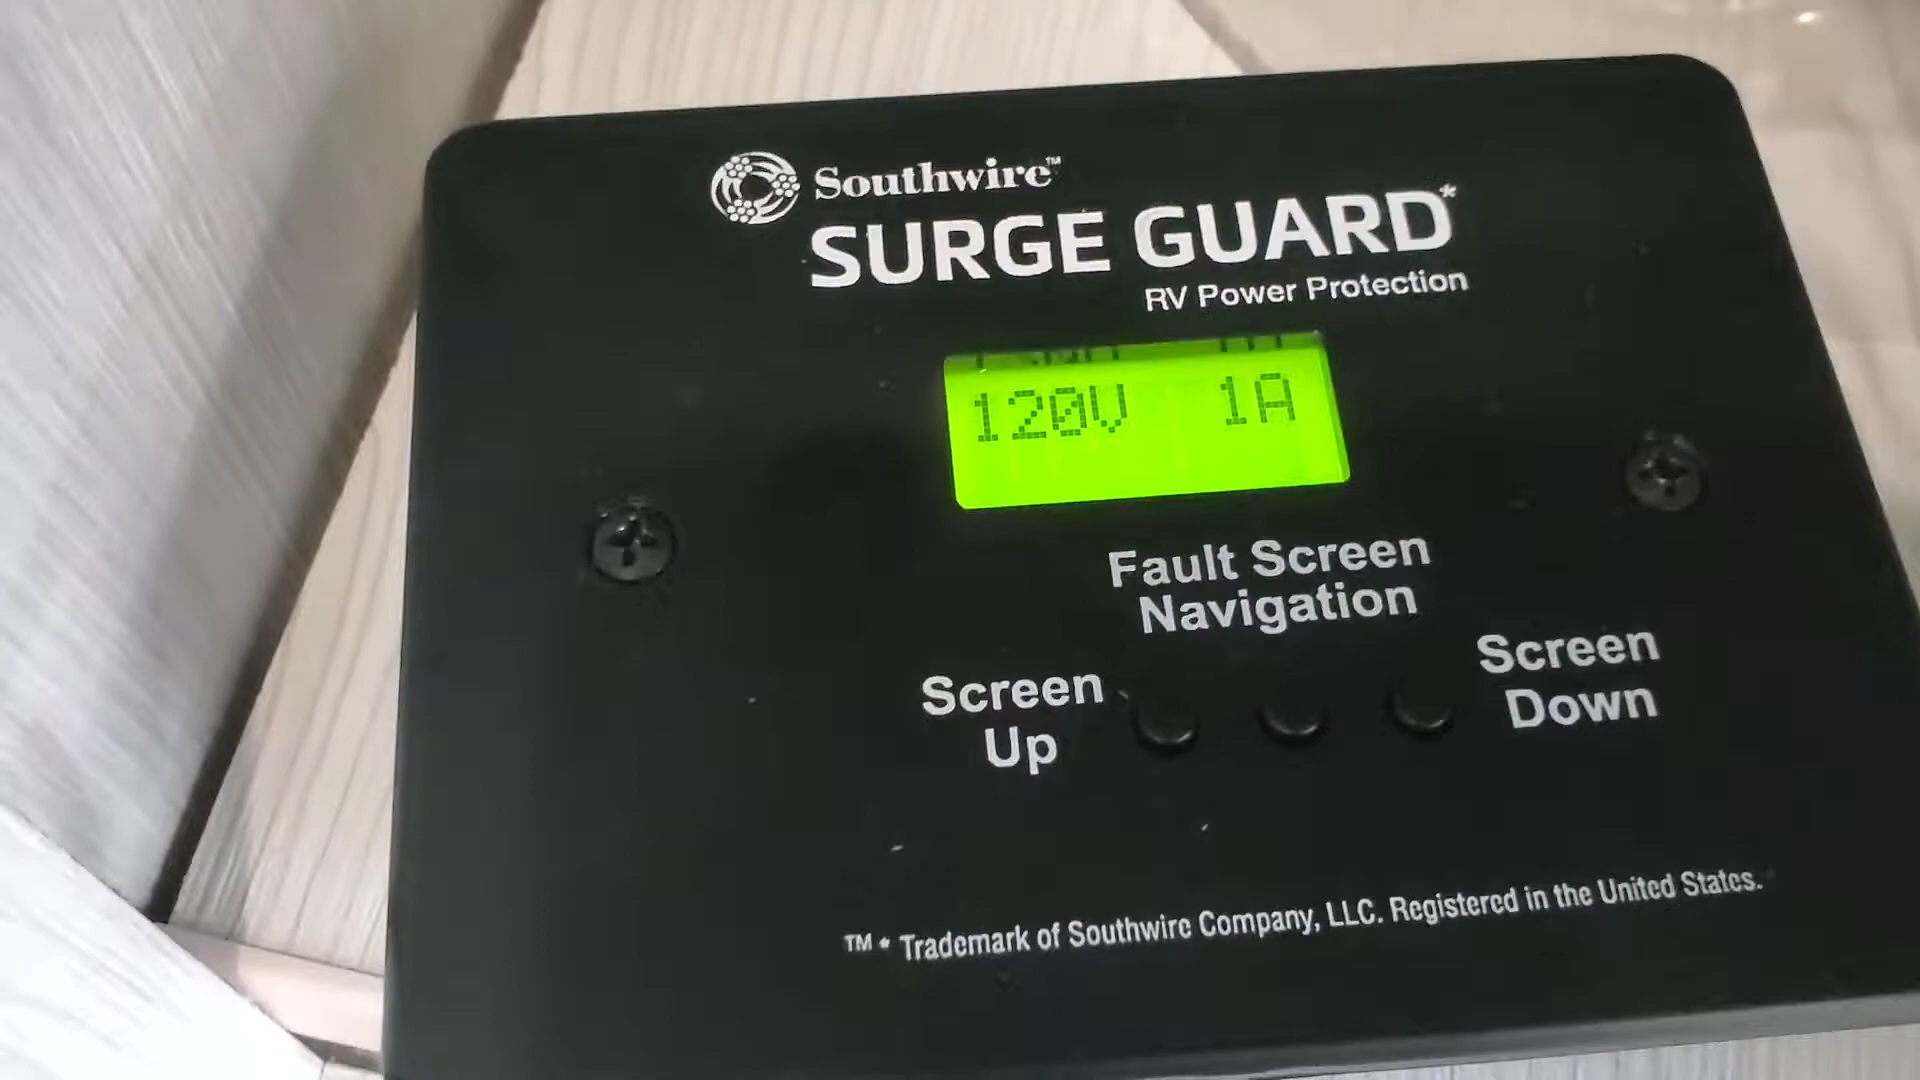 Southwire™
SURGE GUARD*
RV Power Protection
120V 1A
Fault Screen
Navigation
Screen
Up
Screen
Down
™ * Trademark of Southwire Company, LLC. Registered in the United States.